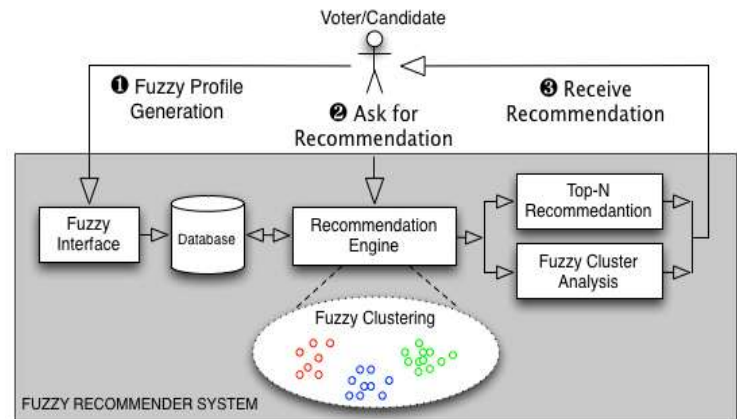 Voter/Candidate
❶ Fuzzy Profile
Generation
❷ Ask for
Recommendation
❸ Receive
Recommendation
Fuzzy
Interface
Database
Recommendation
Engine
Top-N
Recommedantion
Fuzzy Cluster
Analysis
Fuzzy Clustering
FUZZY RECOMMENDER SYSTEM